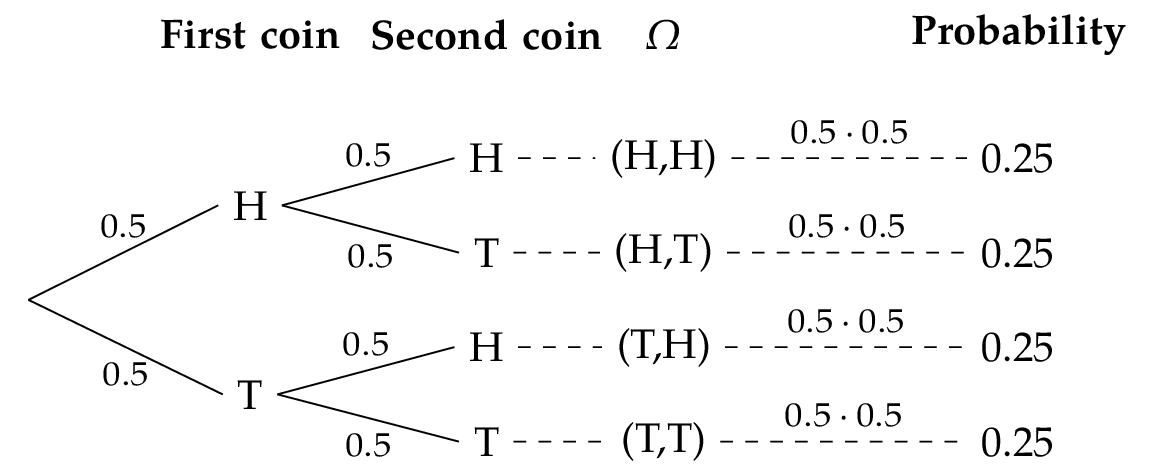 First coin Second coin Ω Probability
0.5 · 0.5
0.5 H (H,H) 0.25
0.5 H
0.5 · 0.5
0.5 T (H,T) 0.25
0.5 · 0.5
0.5 H (T,H) 0.25
0.5 T
0.5 · 0.5
0.5 T (T,T) 0.25